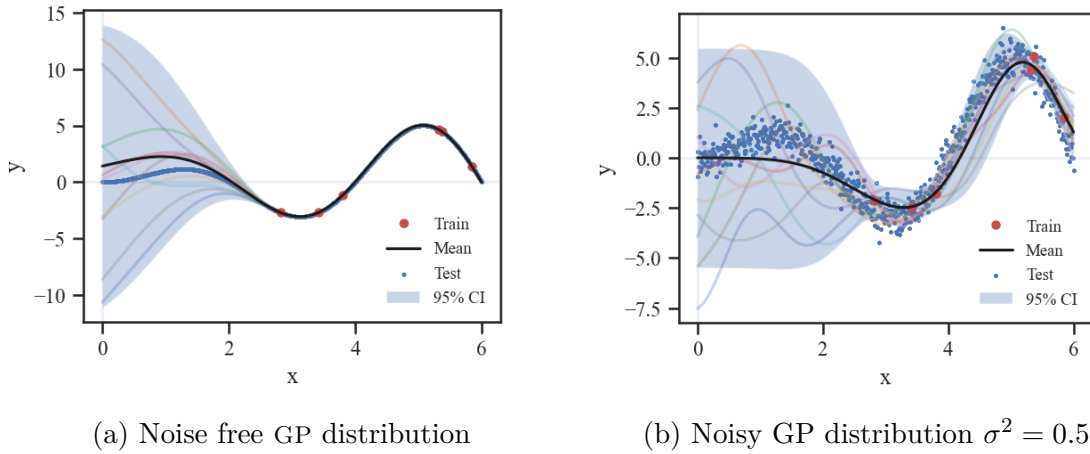 15
10
5
0
−5
−10
y
0
2
4
6
x
Train
Mean
Test
95% CI
(a) Noise free GP distribution
5.0
2.5
0.0
−2.5
−5.0
−7.5
y
0
2
4
6
x
Train
Mean
Test
95% CI
(b) Noisy GP distribution σ² = 0.5